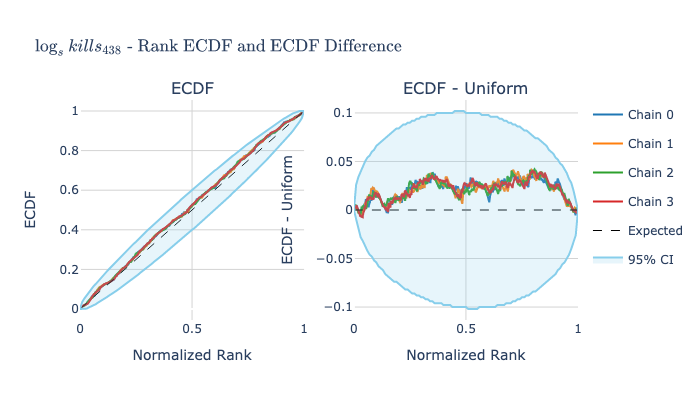 log_s kills_438 - Rank ECDF and ECDF Difference
ECDF
ECDF - Uniform
ECDF
1
0.8
0.6
0.4
0.2
0
0
0.5
1
Normalized Rank
ECDF - Uniform
0.1
0.05
0
−0.05
−0.1
0
0.5
1
Normalized Rank
Chain 0
Chain 1
Chain 2
Chain 3
Expected
95% CI